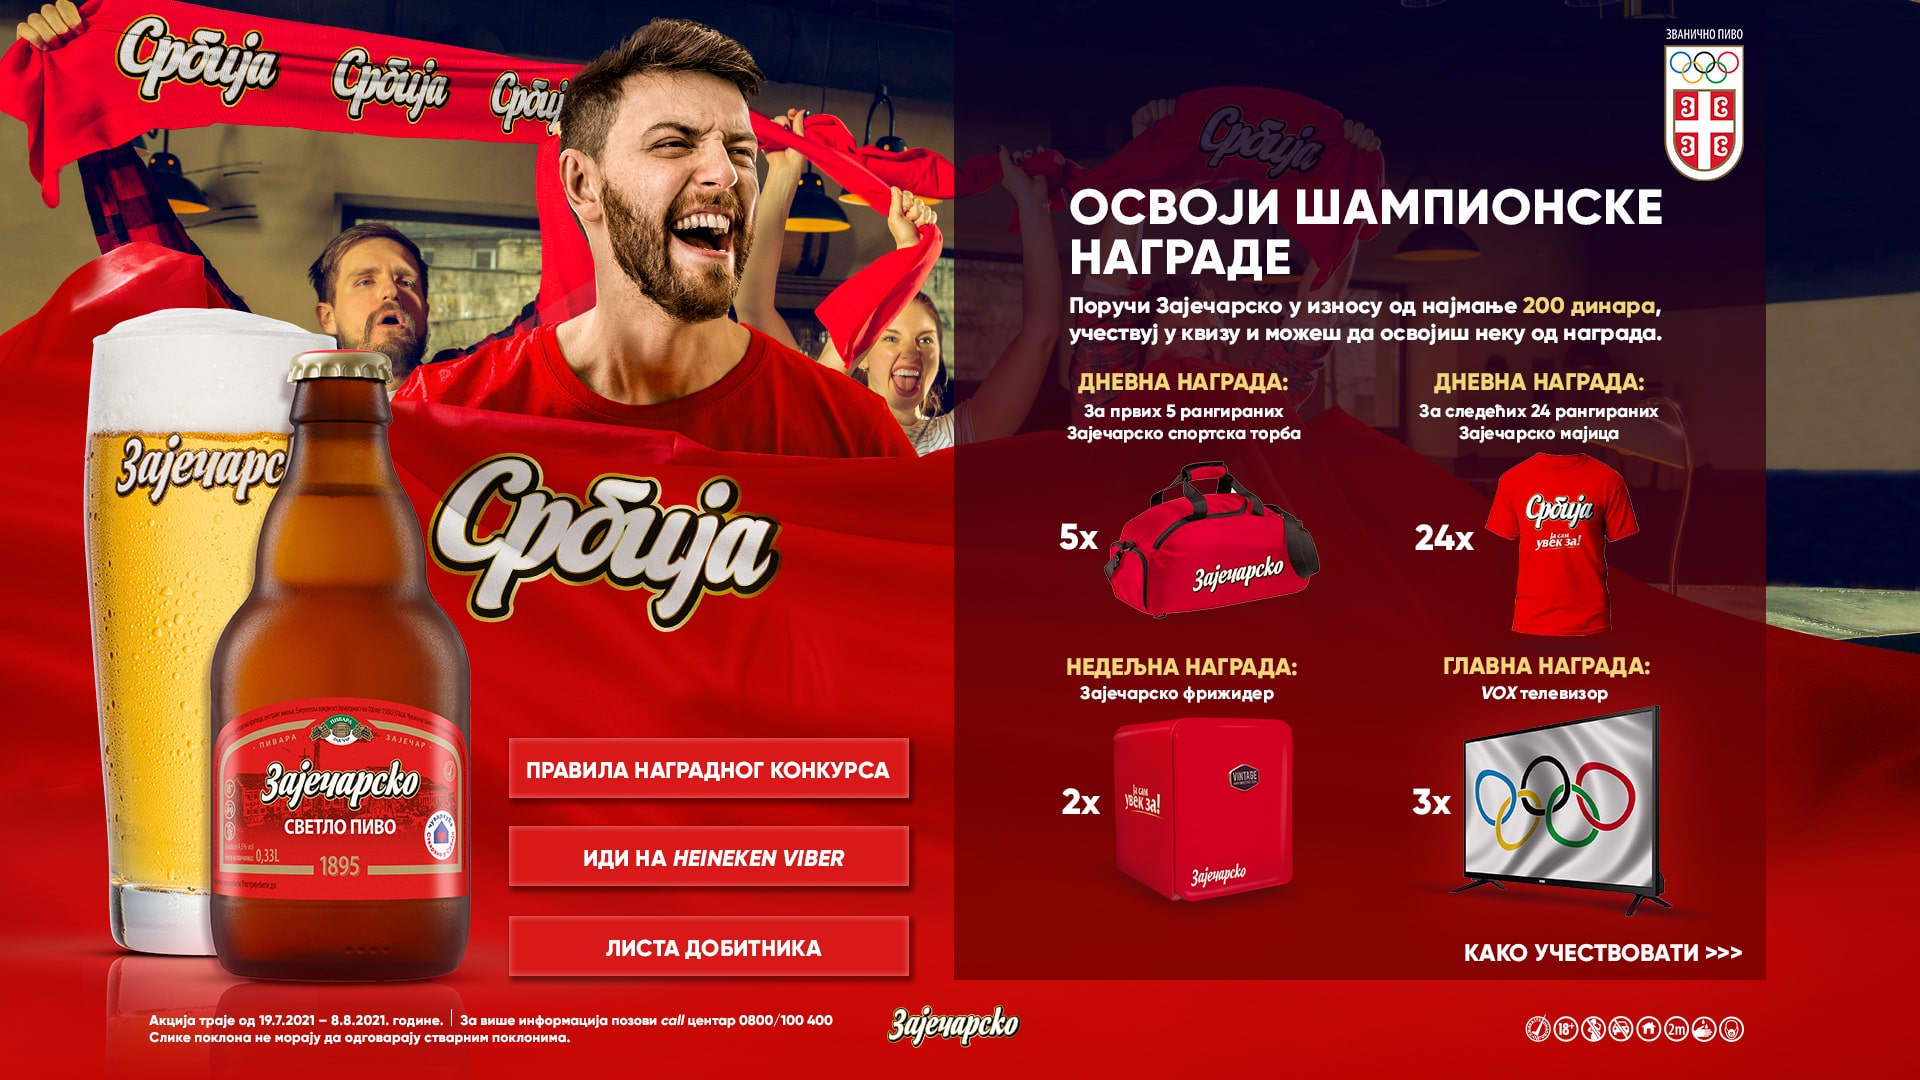 Србија
Србија
Србија
ЗВАНИЧНО ПИВО
ОСВОЈИ ШАМПИОНСКЕ
НАГРАДЕ
Поручи Зајечарско у износу од најмање 200 динара,
учествуј у квизу и можеш да освојиш неку од награда.
ДНЕВНА НАГРАДА:
За првих 5 рангираних
Зајечарско спортска торба
5x
Зајечарско
ДНЕВНА НАГРАДА:
За следећих 24 рангираних
Зајечарско мајица
24x
Србија
Ја сам
увек за!
НЕДЕЉНА НАГРАДА:
Зајечарско фрижидер
2x
Ја сам
увек за!
VINTAGE
Зајечарско
ГЛАВНА НАГРАДА:
VOX телевизор
3x
КАКО УЧЕСТВОВАТИ >>>
Зајечарс
Србија
ПИВАРА
ПИВАРА ЗАЈЕЧАР
Зајечарско
СВЕТЛО ПИВО
0,33L
1895
ПРАВИЛА НАГРАДНОГ КОНКУРСА
ИДИ НА HEINEKEN VIBER
ЛИСТА ДОБИТНИКА
Акција траје од 19.7.2021 – 8.8.2021. године. | За више информација позови call центар 0800/100 400
Слике поклона не морају да одговарају стварним поклонима.
Зајечарско
18+
2m